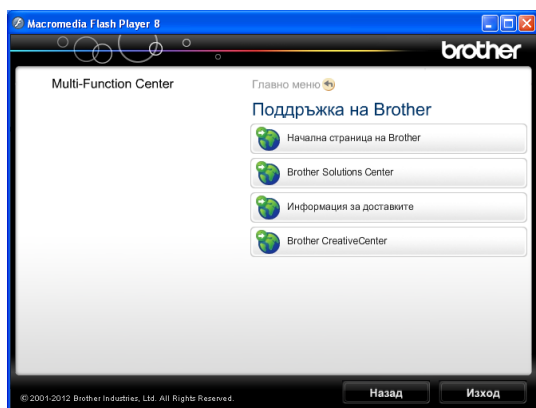 Macromedia Flash Player 8
brother
Multi-Function Center
Главно меню
Поддръжка на Brother
Начална страница на Brother
Brother Solutions Center
Информация за доставките
Brother CreativeCenter
© 2001-2012 Brother Industries, Ltd. All Rights Reserved.
Назад
Изход